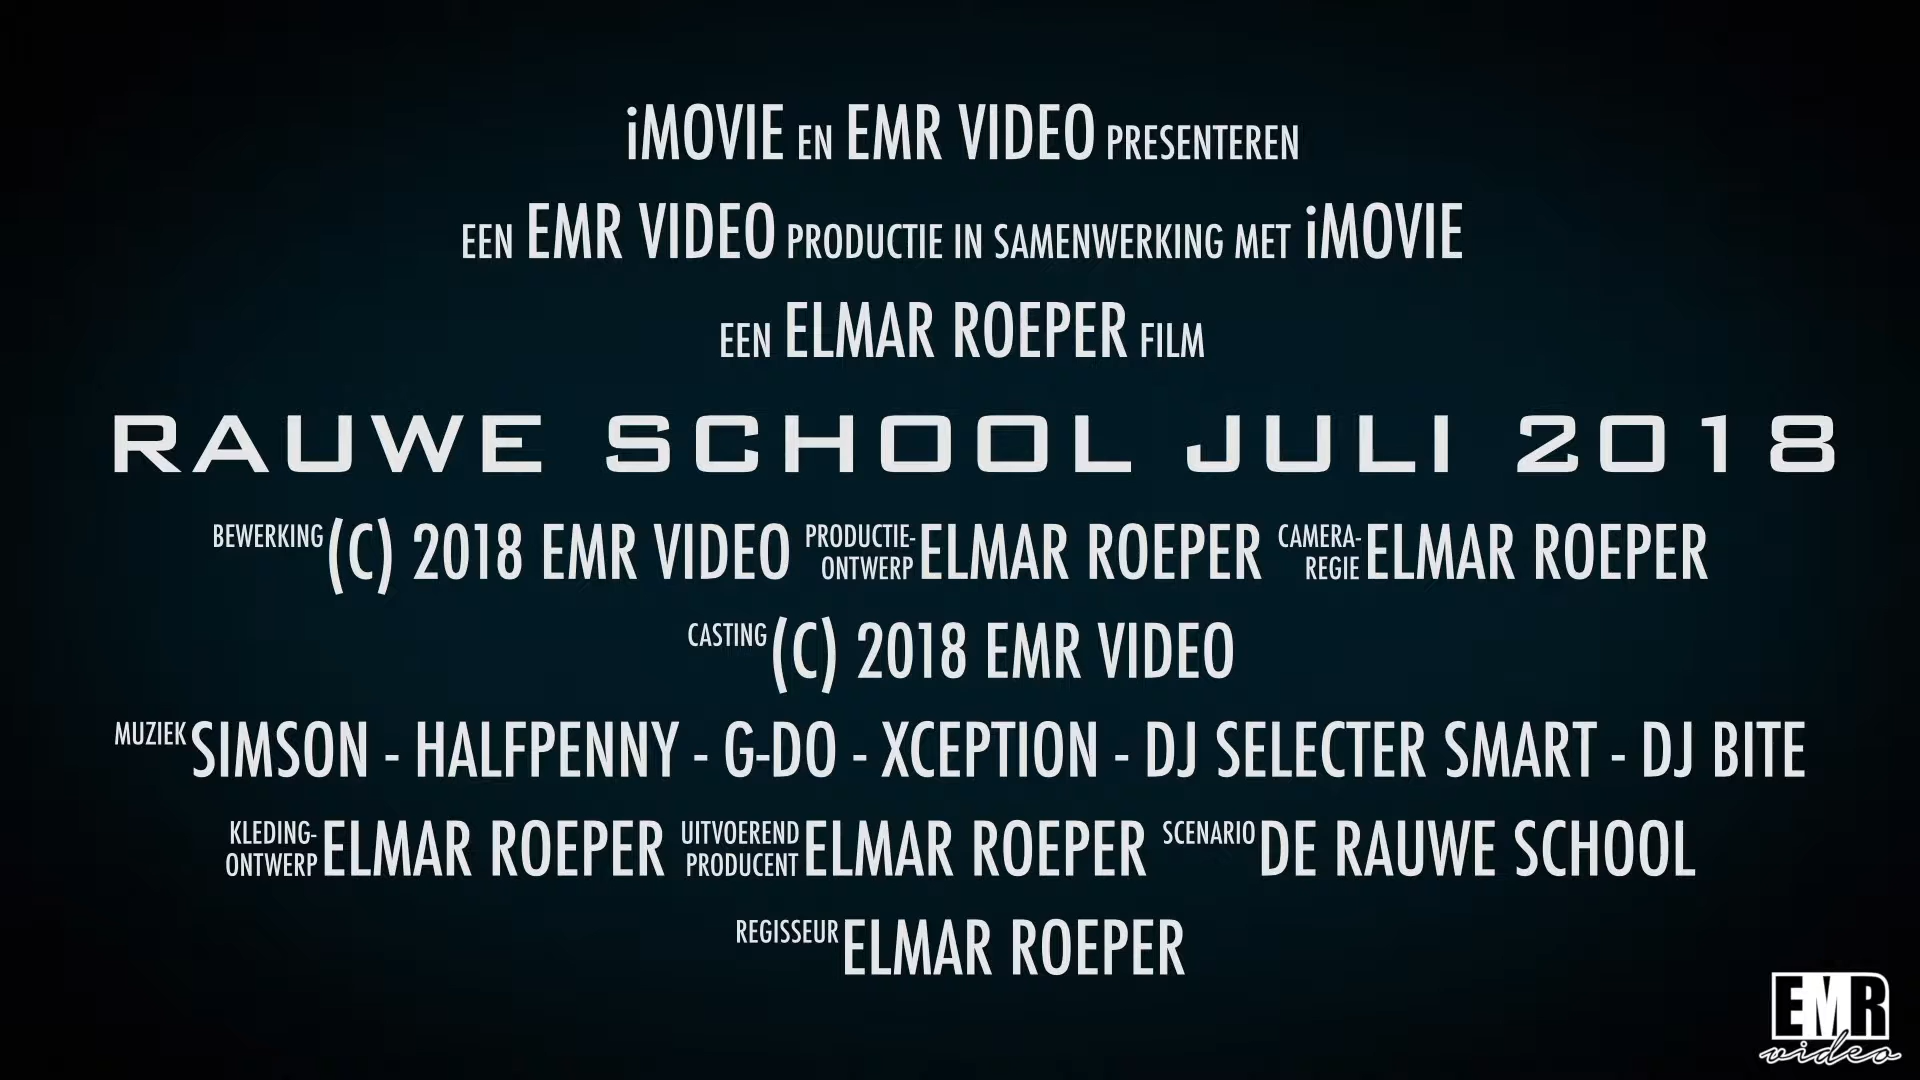 iMOVIE EN EMR VIDEO PRESENTEREN
EEN EMR VIDEO PRODUCTIE IN SAMENWERKING MET iMOVIE
EEN ELMAR ROEPER FILM
RAUWE SCHOOL JULI 2018
BEWERKING (C) 2018 EMR VIDEO PRODUCTIE-ONTWERP ELMAR ROEPER CAMERA-REGIE ELMAR ROEPER
CASTING (C) 2018 EMR VIDEO
MUZIEK SIMSON - HALFPENNY - G-DO - XCEPTION - DJ SELECTER SMART - DJ BITE
KLEDING-ONTWERP ELMAR ROEPER UITVOEREND PRODUCENT ELMAR ROEPER SCENARIO DE RAUWE SCHOOL
REGISSEUR ELMAR ROEPER
EMR
video